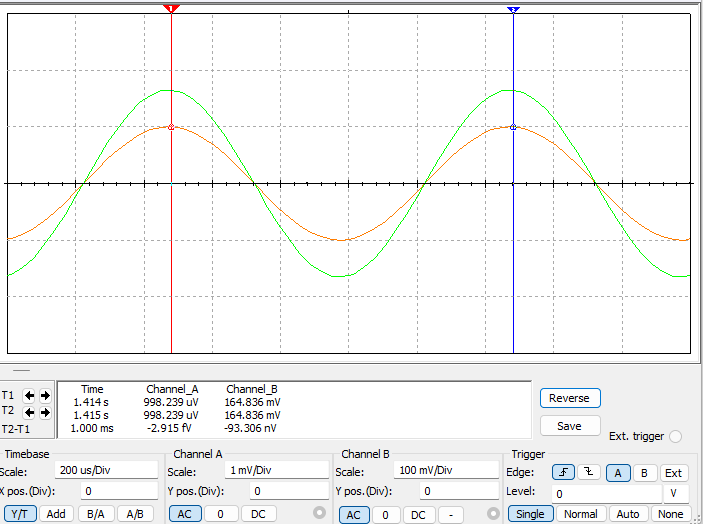 1 2
Time Channel_A Channel_B
T1 1.414 s 998.239 uV 164.836 mV
T2 1.415 s 998.239 uV 164.836 mV
T2-T1 1.000 ms -2.915 fV -93.306 nV
Reverse
Save
Ext. trigger
Timebase
Scale: 200 us/Div
X pos.(Div): 0
Y/T Add B/A A/B
Channel A
Scale: 1 mV/Div
Y pos.(Div): 0
AC 0 DC
Channel B
Scale: 100 mV/Div
Y pos.(Div): 0
AC 0 DC -
Trigger
Edge: A B Ext
Level: 0 V
Single Normal Auto None